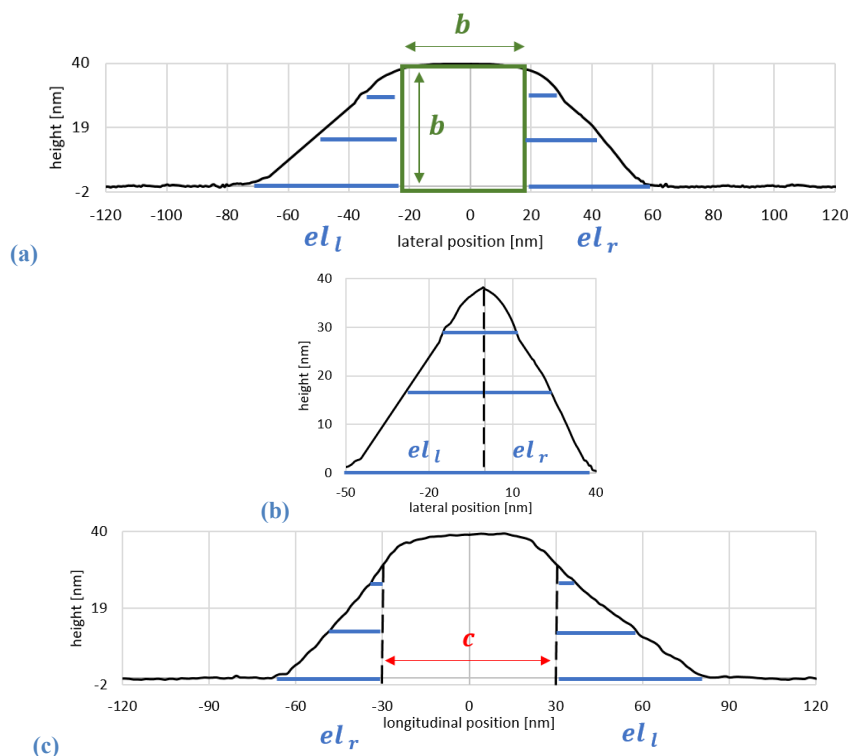 b
40
19
-2
height [nm]
b
-120 -100 -80 -60 -40 -20 0 20 40 60 80 100 120
el l
lateral position [nm]
el r
(a)
40
30
20
10
0
height [nm]
el l
el r
-50 -20 10 40
lateral position [nm]
(b)
40
19
-2
height [nm]
c
-120 -90 -60 -30 0 30 60 90 120
el r
longitudinal position [nm]
el l
(c)